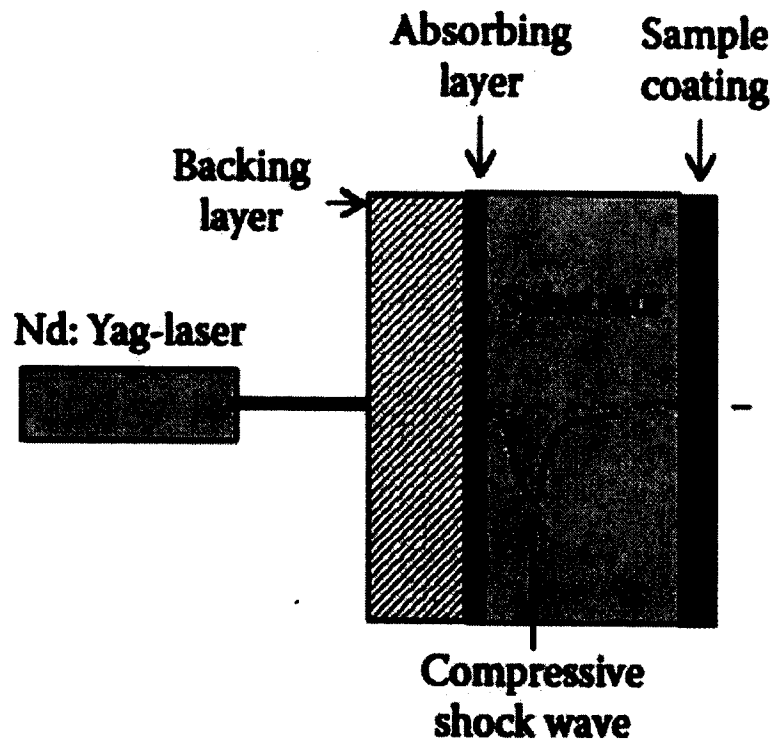 Absorbing
layer
Sample
coating
Backing
layer
Nd: Yag-laser
Compressive
shock wave